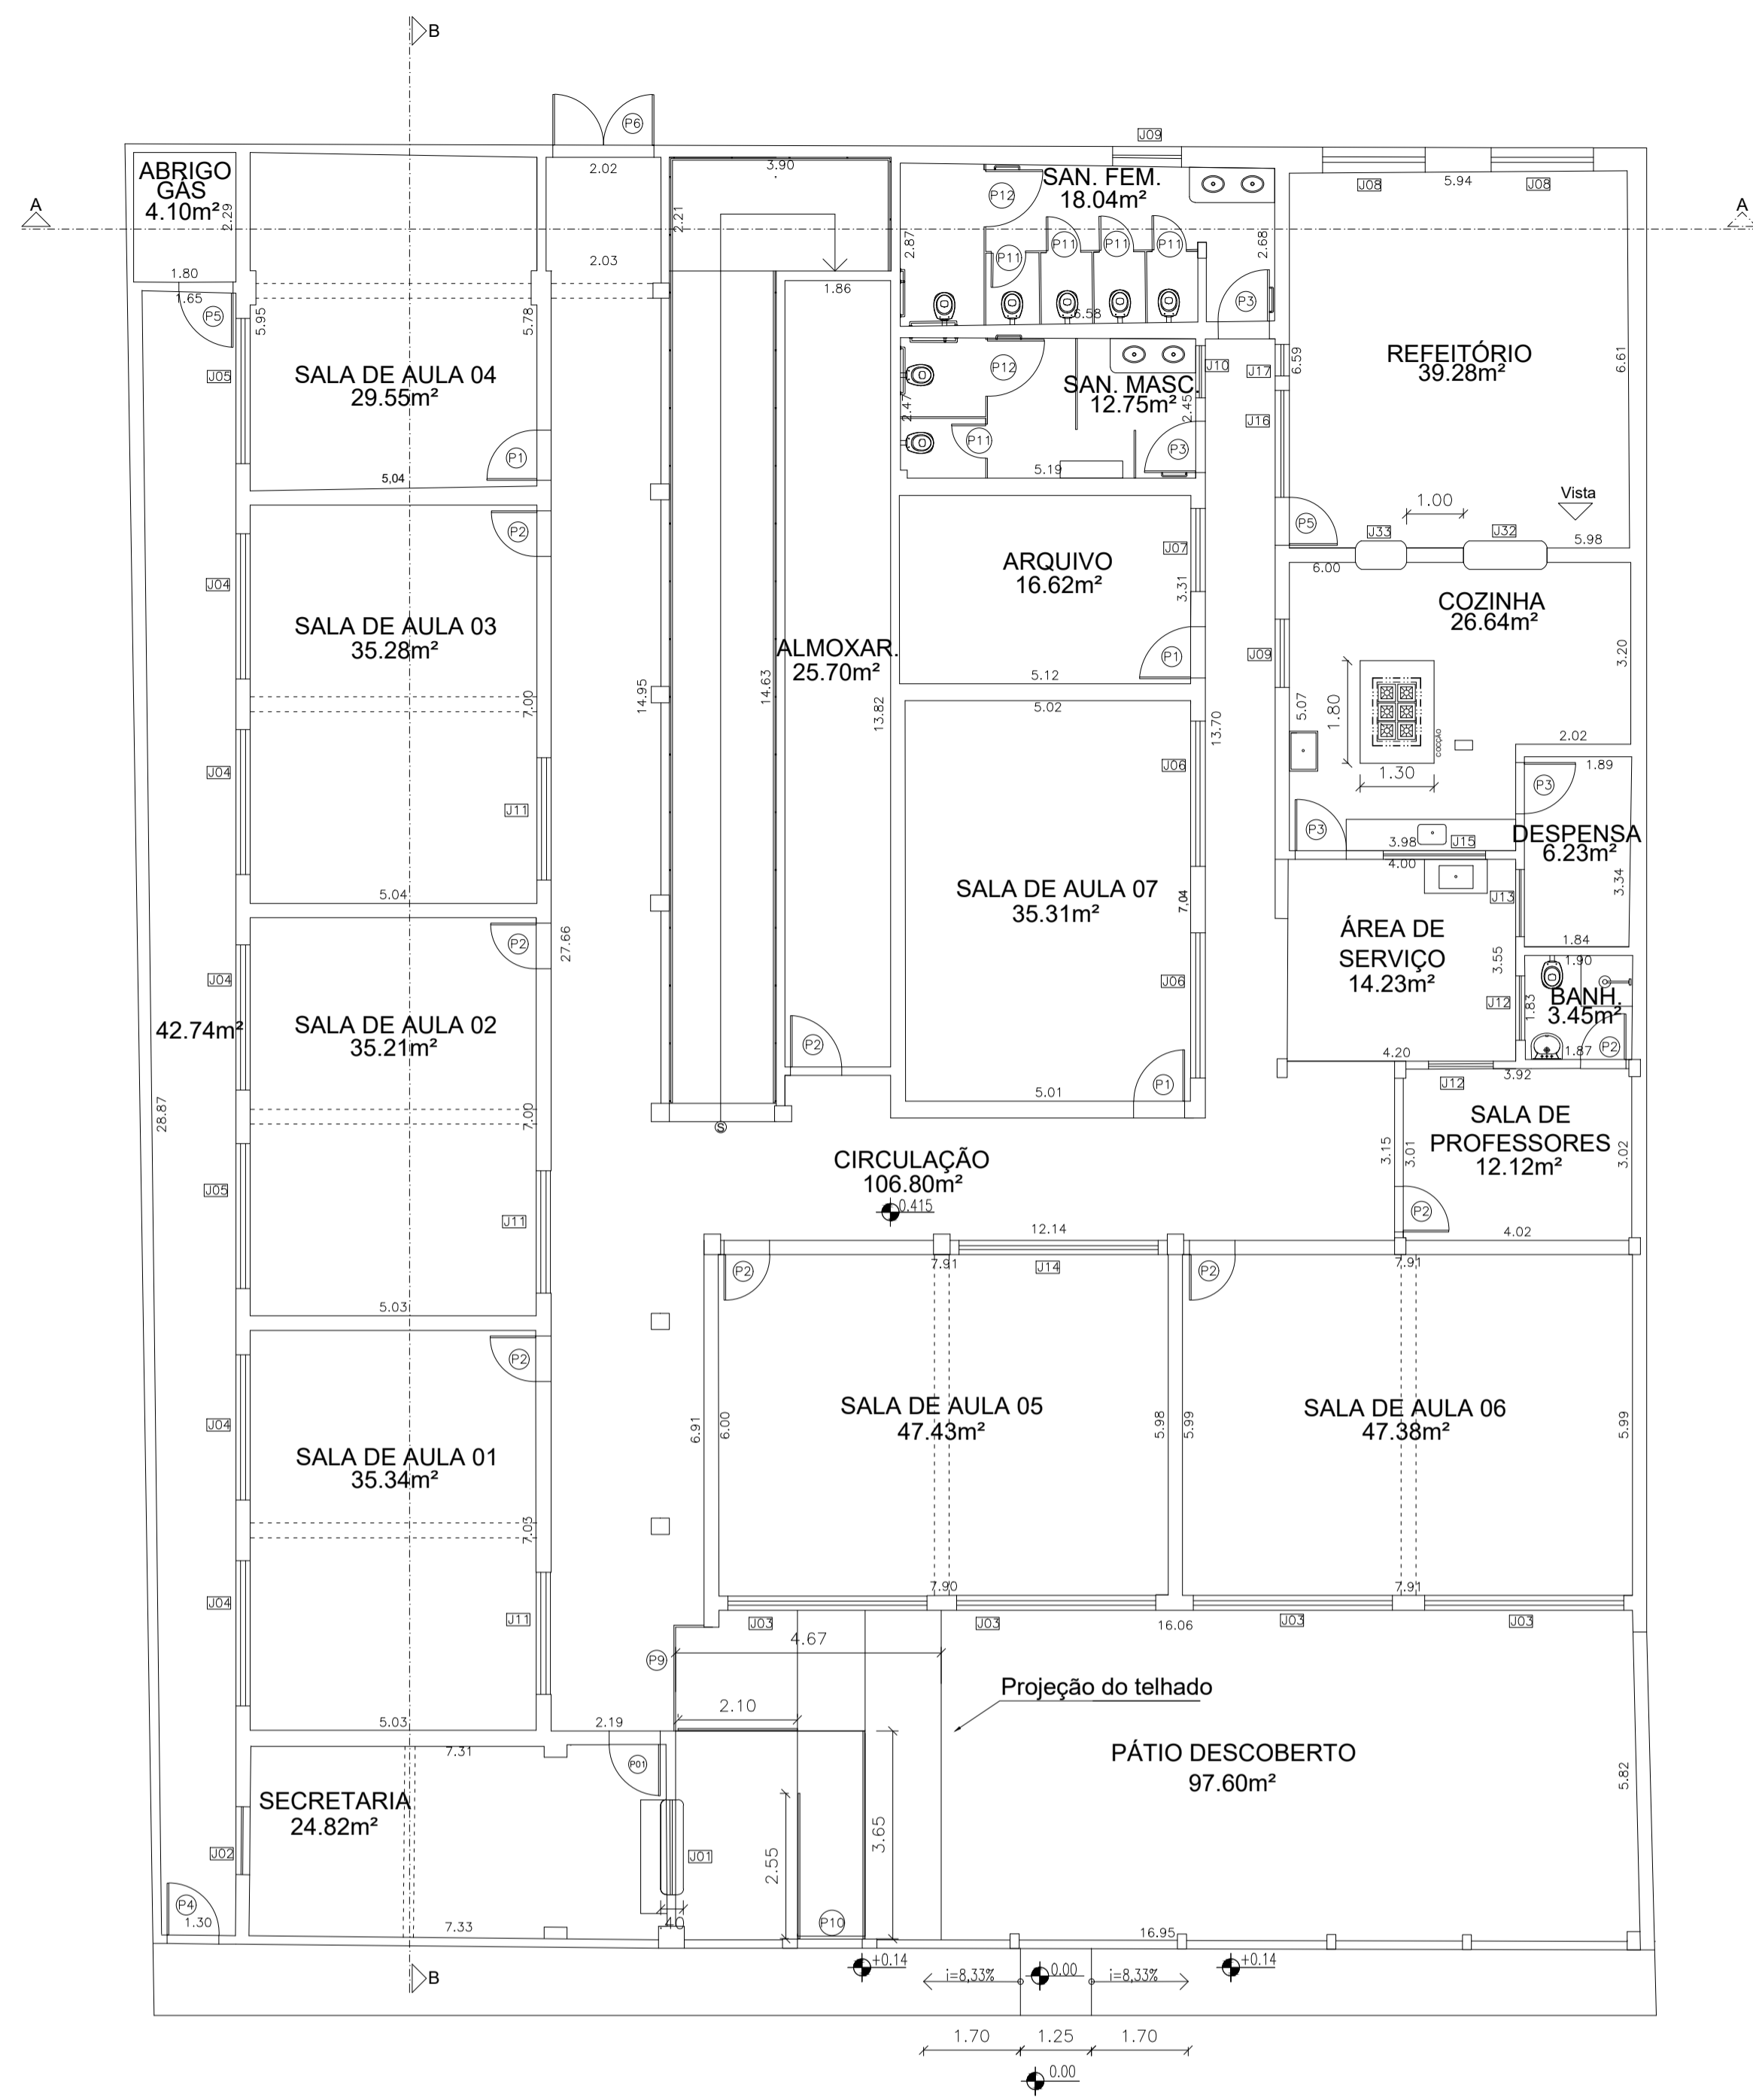 B
P6
J09
ABRIGO
GÁS
4.10m²
2.29
1.80
2.02
3.90
2.21
2.03
SAN. FEM.
18.04m²
P12
P11
P11
P11
P11
2.87
2.68
6.58
P3
J08
5.94
J08
A
A
1.65
P5
5.95
5.78
J05
SALA DE AULA 04
29.55m²
P1
5,04
1.86
P12
SAN. MASC.
12.75m²
2.47
2.45
P11
P3
5.19
J10
J17
J16
6.59
REFEITÓRIO
39.28m²
6.61
1.00
Vista
P5
J33
J32
5.98
P2
J04
SALA DE AULA 03
35.28m²
7.00
J04
J11
5.04
14.95
14.63
ALMOXAR.
25.70m²
13.82
ARQUIVO
16.62m²
J07
3.31
P1
5.12
6.00
COZINHA
26.64m²
J09
3.20
5.07
1.80
COCÇÃO
1.30
2.02
1.89
P3
P3
3.98
J15
4.00
DESPENSA
6.23m²
3.34
1.84
5.02
J06
13.70
SALA DE AULA 07
35.31m²
7,04
J06
5.01
P1
P2
J13
ÁREA DE
SERVIÇO
14.23m²
3.55
J12
4.20
1.90
BANH.
3.45m²
1.83
1.87
P2
P2
J04
27.66
42.74m²
SALA DE AULA 02
35.21m²
28.87
7.00
J05
J11
5.03
S
CIRCULAÇÃO
106.80m²
0.415
12.14
J12
3.92
SALA DE
PROFESSORES
12.12m²
3.15
3.01
3.02
P2
4.02
P2
J04
SALA DE AULA 01
35.34m²
7.03
J04
J11
5.03
P2
7.91
J14
SALA DE AULA 05
47.43m²
6.91
6.00
5.98
7.90
P2
7.91
SALA DE AULA 06
47.38m²
5.99
5.99
7.91
J03
J03
J03
J03
16.06
P9
4.67
2.10
Projeção do telhado
PÁTIO DESCOBERTO
97.60m²
5.82
2.19
7.31
P01
SECRETARIA
24.82m²
J02
J01
2.55
3.65
.40
P10
P4
1.30
7.33
16.95
B
+0.14
i=8,33%
0.00
i=8,33%
+0.14
1.70
1.25
1.70
0.00